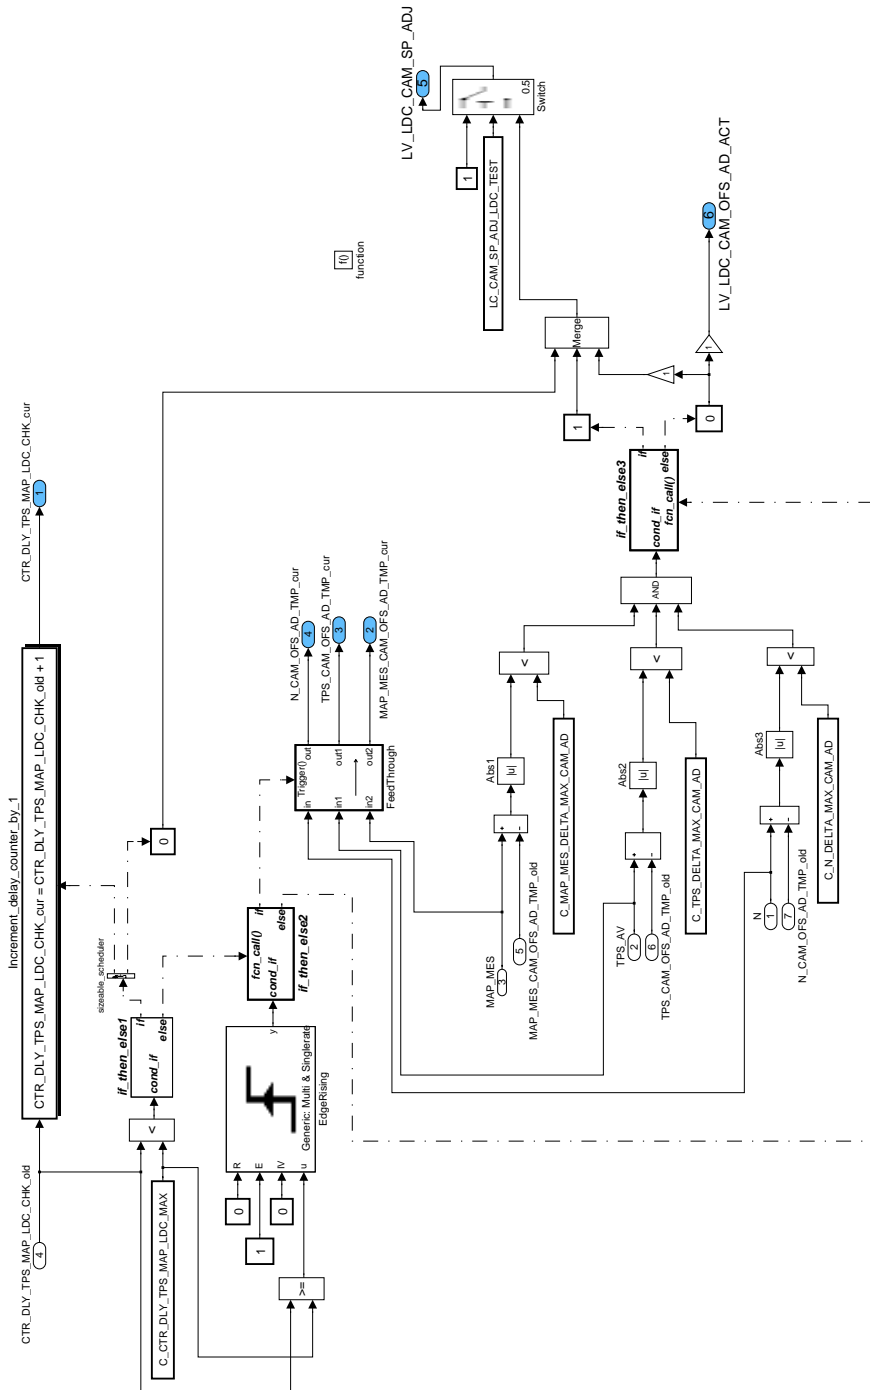 Increment_delay_counter_by_1
CTR_DLY_TPS_MAP_LDC_CHK_old
4
CTR_DLY_TPS_MAP_LDC_CHK_cur = CTR_DLY_TPS_MAP_LDC_CHK_old + 1
CTR_DLY_TPS_MAP_LDC_CHK_cur
1
sizeable_scheduler
C_CTR_DLY_TPS_MAP_LDC_MAX
<
if_then_else1
cond_if
if
else
0
>=
0
1
0
R
E
IV
u
y
Generic: Multi & Singlerate
EdgeRising
fcn_call()
cond_if
if
else
if_then_else2
Trigger()
in
in1
in2
out
out1
out2
FeedThrough
N_CAM_OFS_AD_TMP_cur
4
TPS_CAM_OFS_AD_TMP_cur
3
MAP_MES_CAM_OFS_AD_TMP_cur
2
f()
function
LV_LDC_CAM_SP_ADJ
5
1
LC_CAM_SP_ADJ_LDC_TEST
0.5
Switch
Merge
MAP_MES
3
5
MAP_MES_CAM_OFS_AD_TMP_old
+
-
Abs1
|u|
C_MAP_MES_DELTA_MAX_CAM_AD
<
TPS_AV
2
6
TPS_CAM_OFS_AD_TMP_old
+
-
Abs2
|u|
C_TPS_DELTA_MAX_CAM_AD
<
N
1
7
N_CAM_OFS_AD_TMP_old
+
-
Abs3
|u|
C_N_DELTA_MAX_CAM_AD
<
AND
if_then_else3
cond_if
fcn_call()
if
else
1
0
1
1
6
LV_LDC_CAM_OFS_AD_ACT